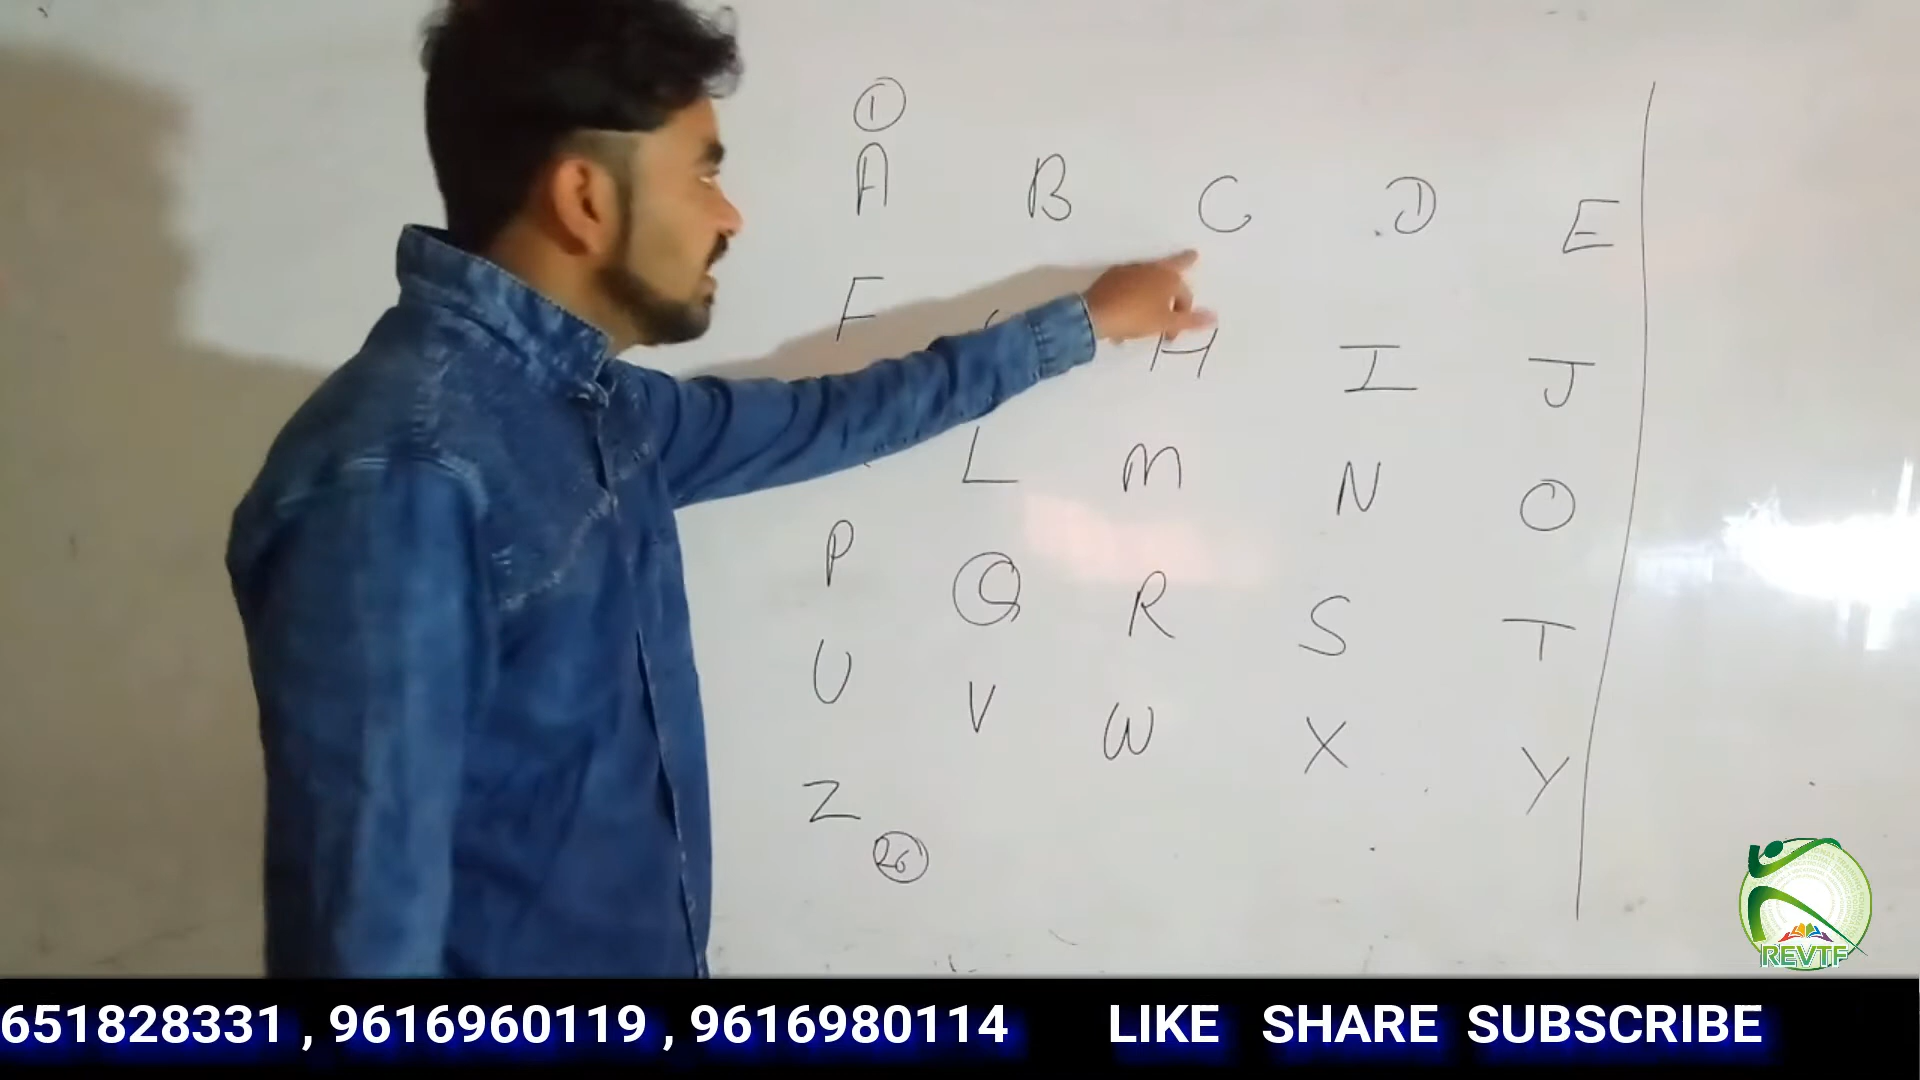 1
A B C D E
F H I J
L M N O
P Q R S T
U V W X Y
Z
26
REVTF
651828331 , 9616960119 , 9616980114 LIKE SHARE SUBSCRIBE